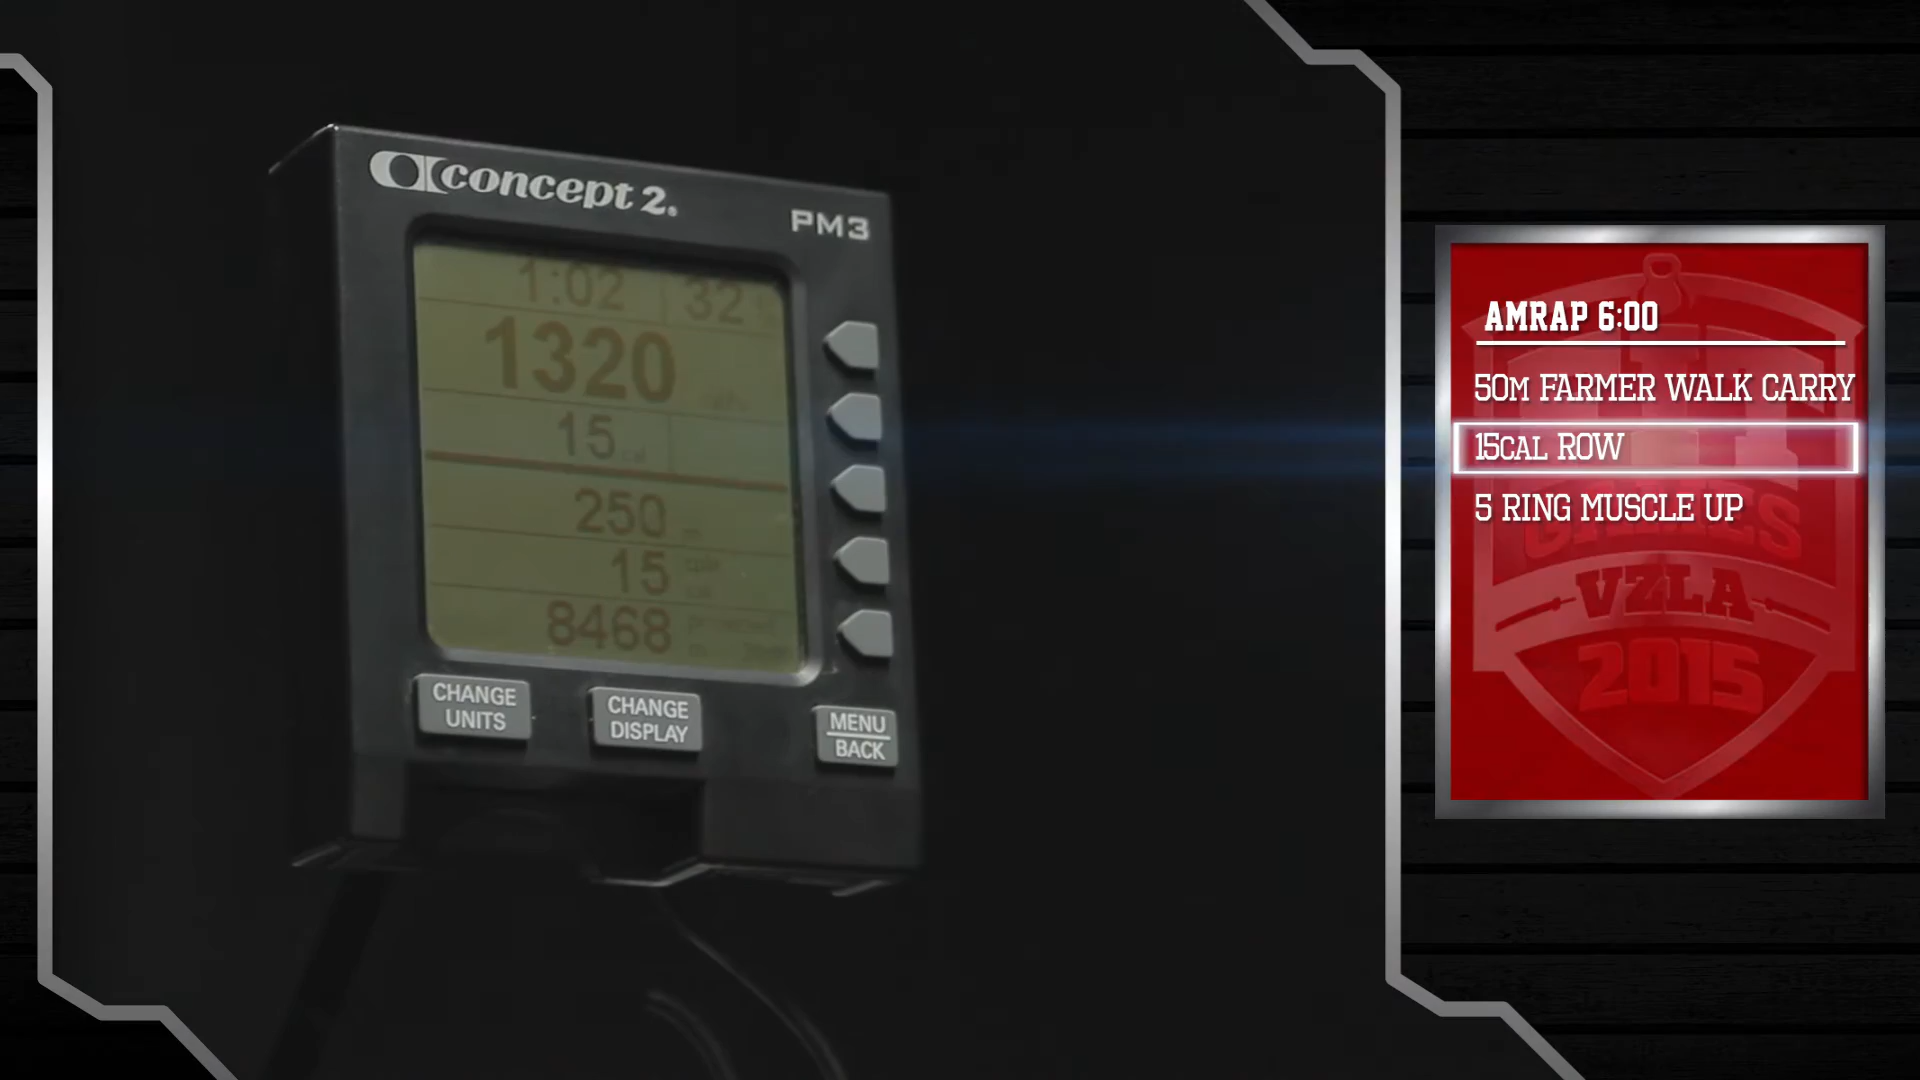 concept 2.
PM3
1:02
32
1320
15
250
15
8468
CHANGE
UNITS
CHANGE
DISPLAY
MENU
BACK
AMRAP 6:00
50M FARMER WALK CARRY
15CAL ROW
5 RING MUSCLE UP
GAMES
VZLA
2015